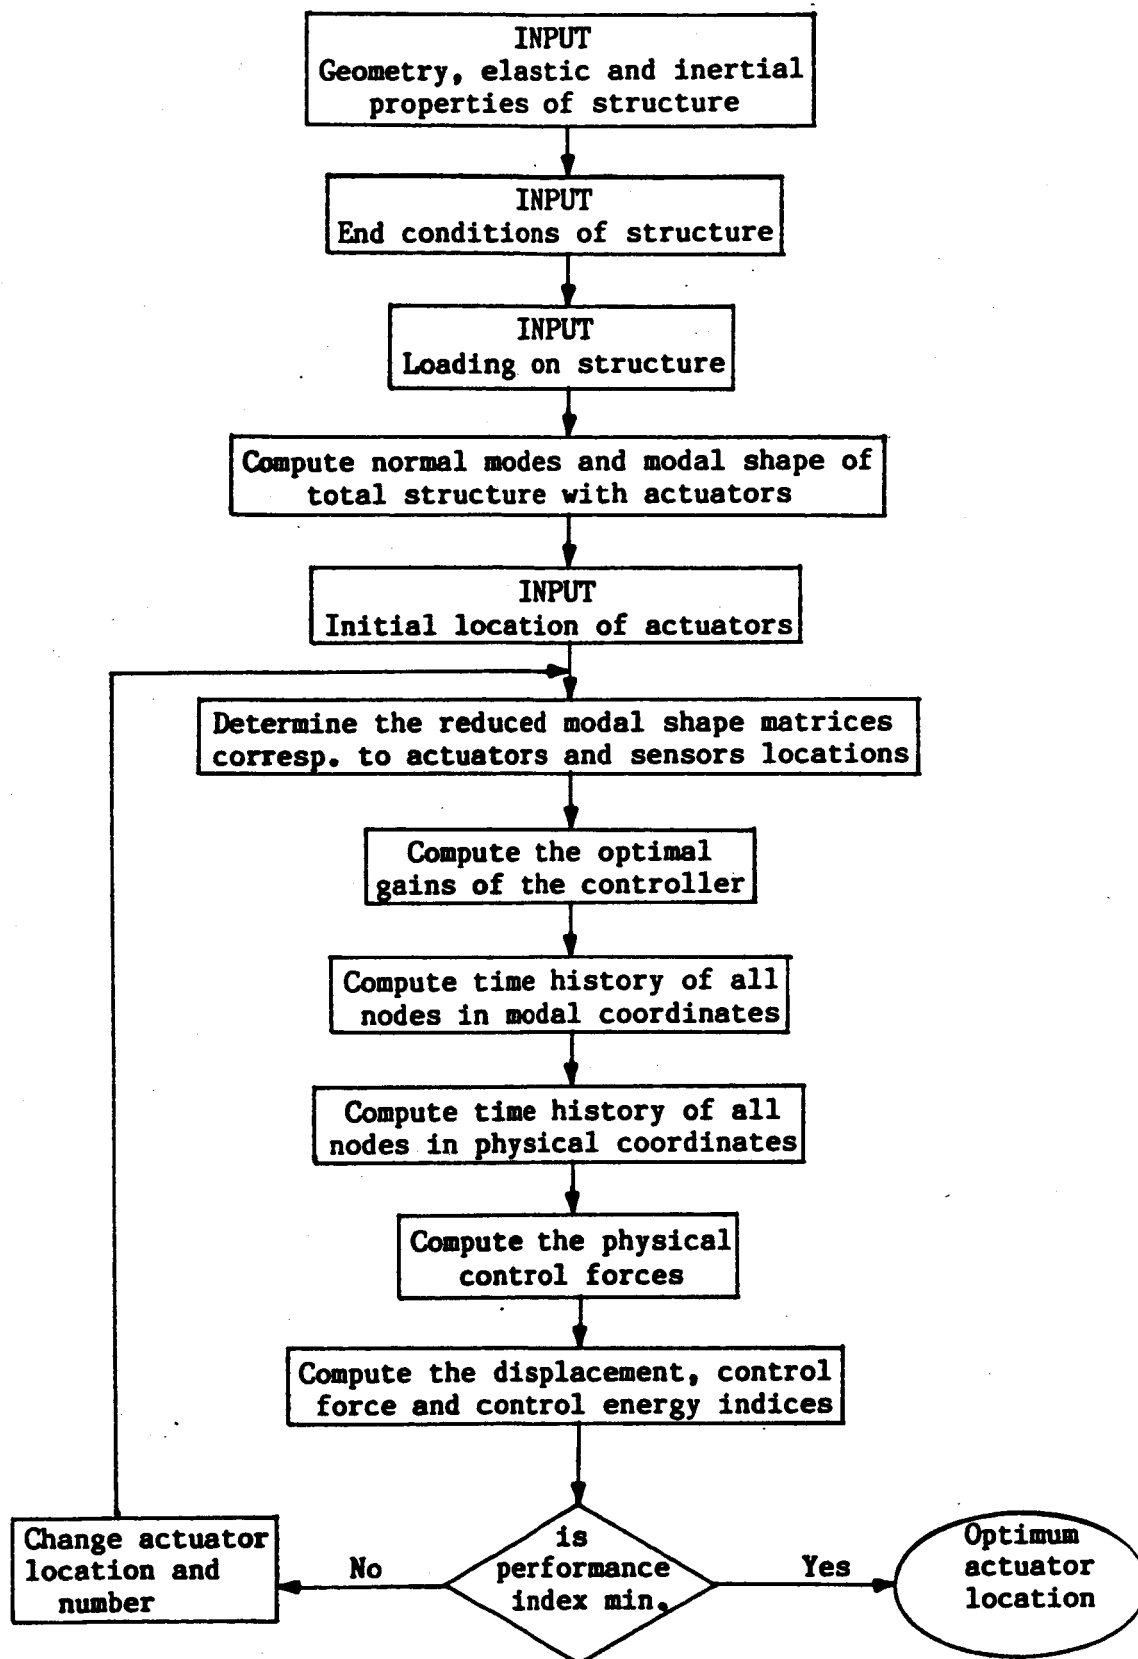 INPUT
Geometry, elastic and inertial
properties of structure
INPUT
End conditions of structure
INPUT
Loading on structure
Compute normal modes and modal shape of
total structure with actuators
INPUT
Initial location of actuators
Determine the reduced modal shape matrices
corresp. to actuators and sensors locations
Compute the optimal
gains of the controller
Compute time history of all
nodes in modal coordinates
Compute time history of all
nodes in physical coordinates
Compute the physical
control forces
Compute the displacement, control
force and control energy indices
Change actuator
location and
number
No
is
performance
index min.
Yes
Optimum
actuator
location